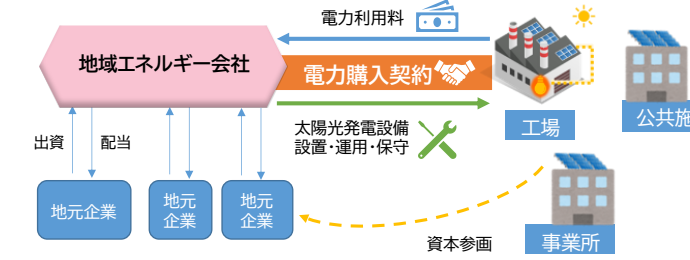 電力利用料
地域エネルギー会社
電力購入契約
太陽光発電設備
設置・運用・保守
工場
公共施
出資
配当
地元企業
地元
企業
地元
企業
資本参画
事業所